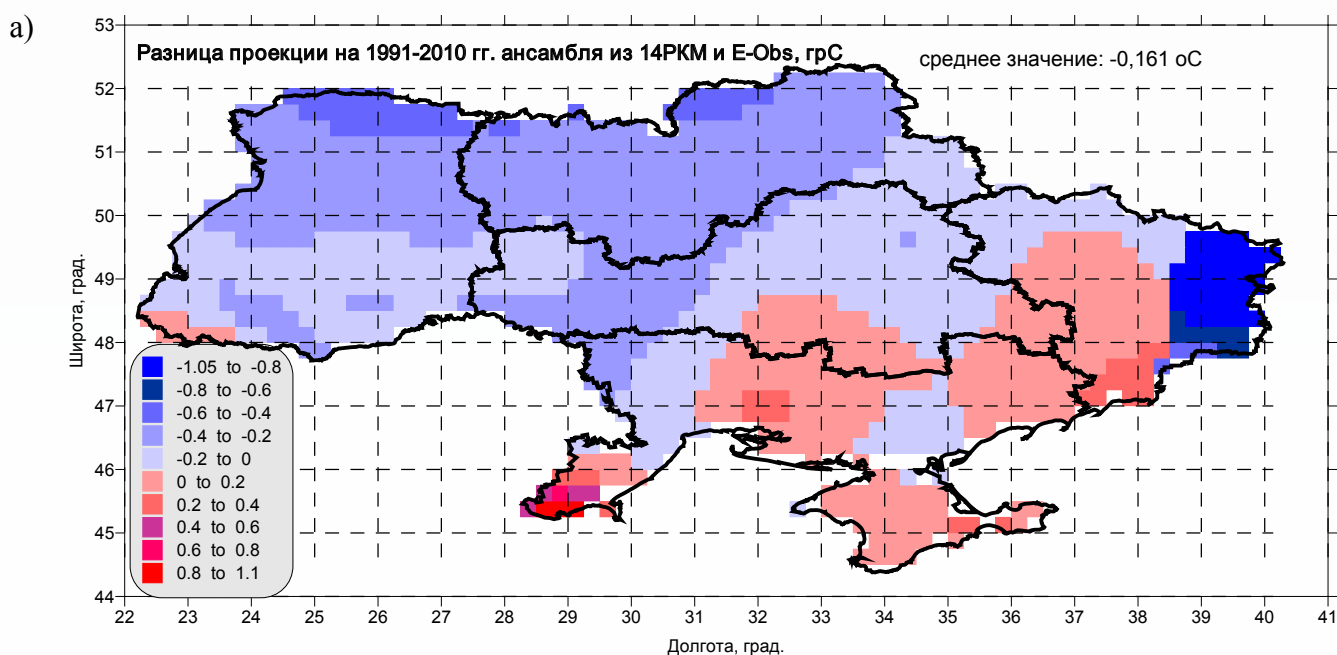 а)
Разница проекции на 1991-2010 гг. ансамбля из 14РКМ и E-Obs, грС
среднее значение: -0,161 оС
53
52
51
50
49
48
47
46
45
44
Широта, град.
-1.05 to -0.8
-0.8 to -0.6
-0.6 to -0.4
-0.4 to -0.2
-0.2 to 0
0 to 0.2
0.2 to 0.4
0.4 to 0.6
0.6 to 0.8
0.8 to 1.1
22 23 24 25 26 27 28 29 30 31 32 33 34 35 36 37 38 39 40 41
Долгота, град.